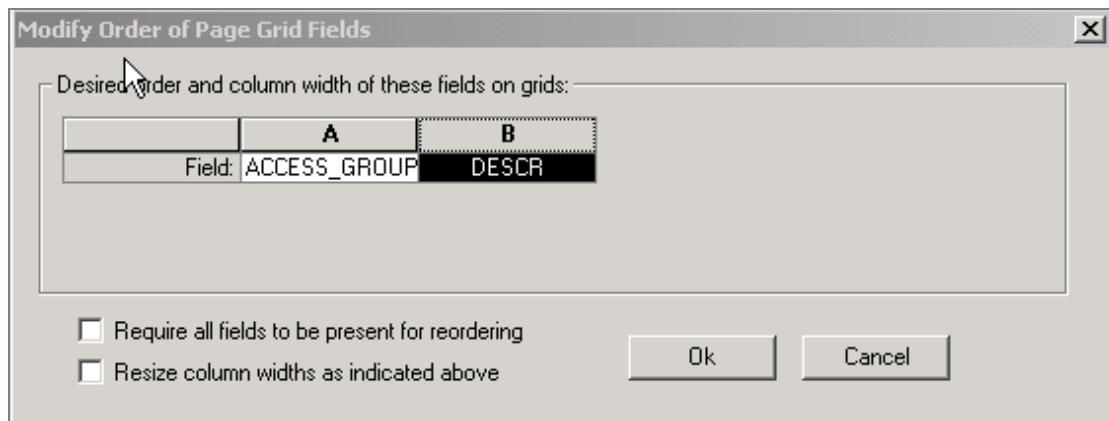 Modify Order of Page Grid Fields
Desired order and column width of these fields on grids:
A B
Field: ACCESS_GROUP DESCR
Require all fields to be present for reordering
Resize column widths as indicated above
Ok Cancel